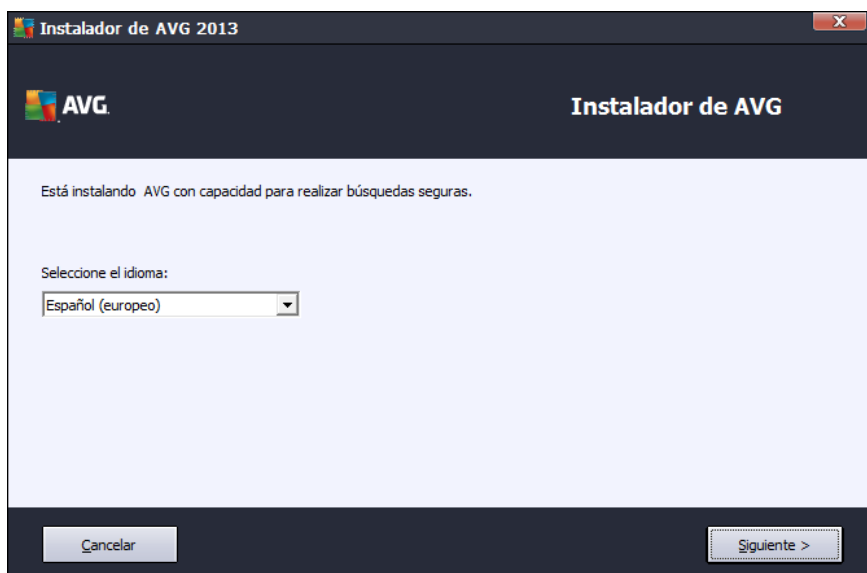 Instalador de AVG 2013
X
AVG.
Instalador de AVG
Está instalando  AVG con capacidad para realizar búsquedas seguras.
Seleccione el idioma:
Español (europeo)
Cancelar
Siguiente >